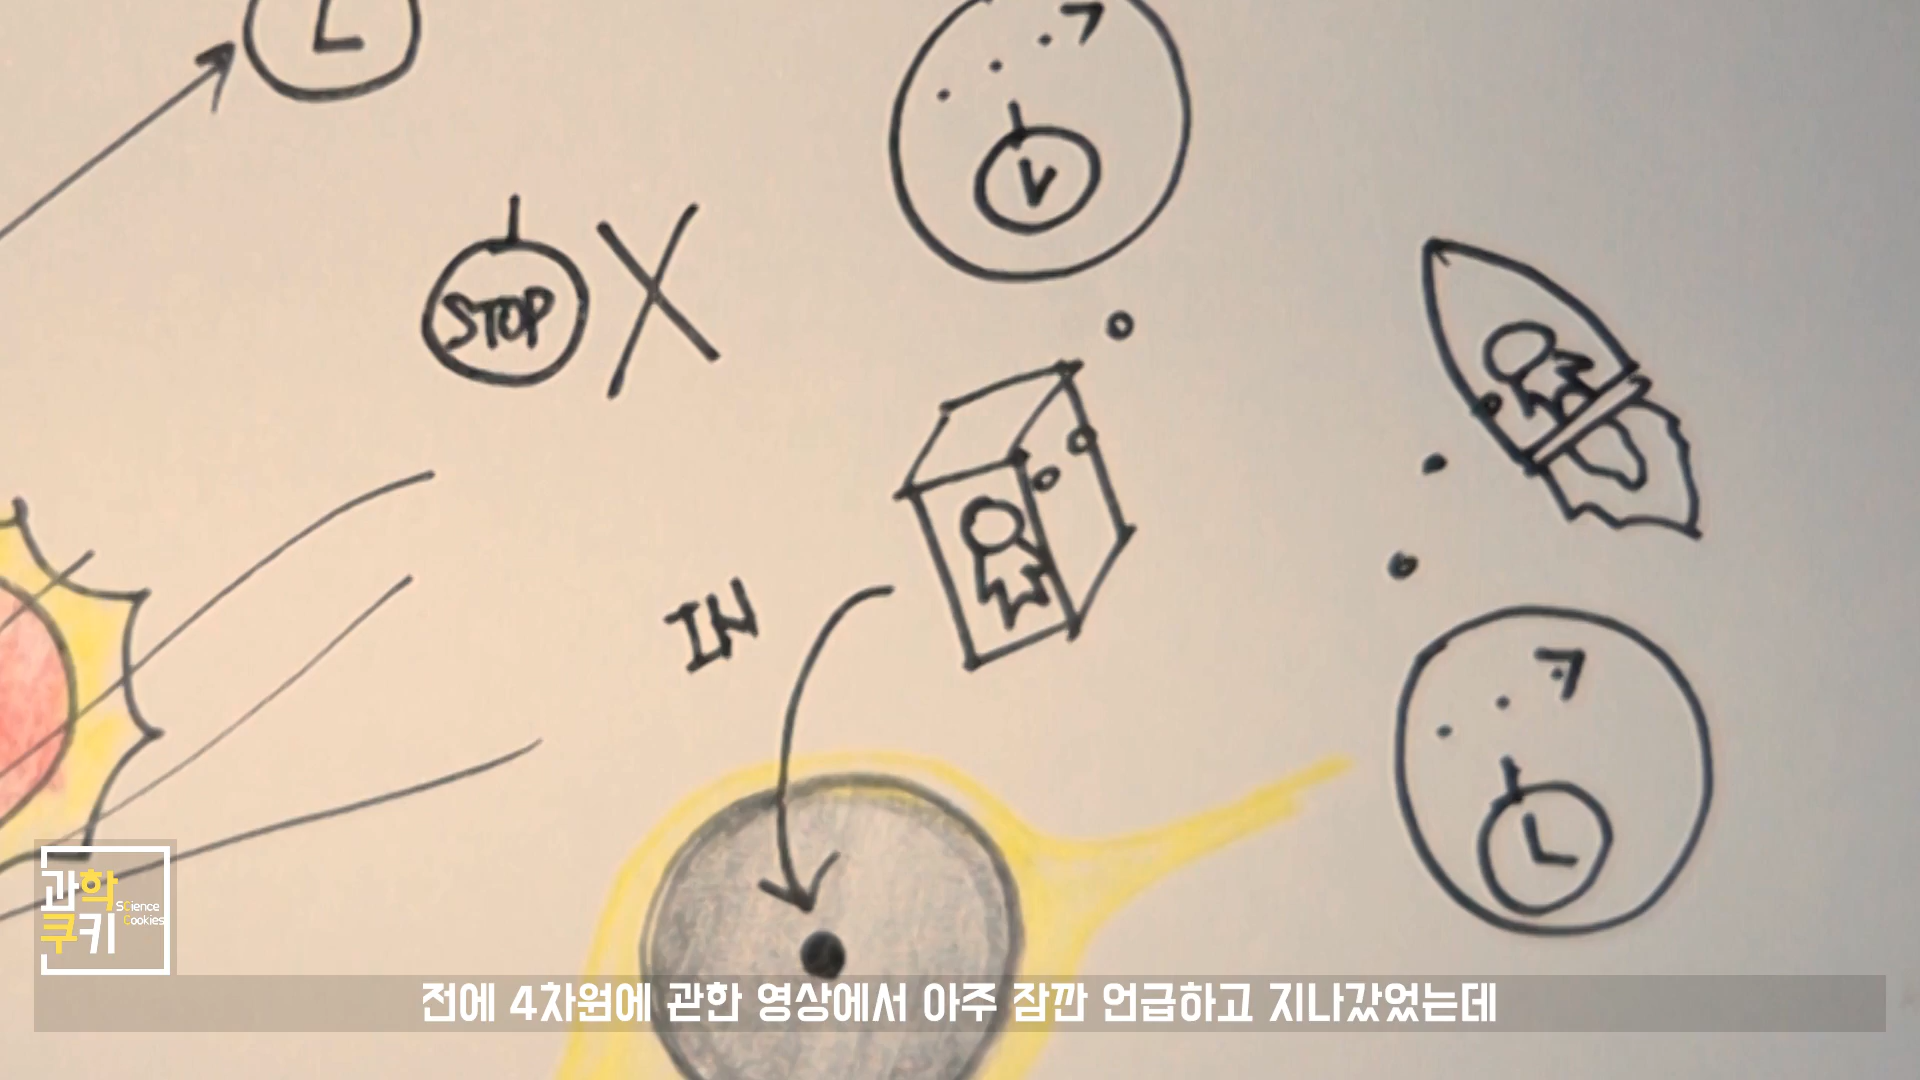 STOP
IN
과학
쿠키
Science
Cookies
전에 4차원에 관한 영상에서 아주 잠깐 언급하고 지나갔었는데